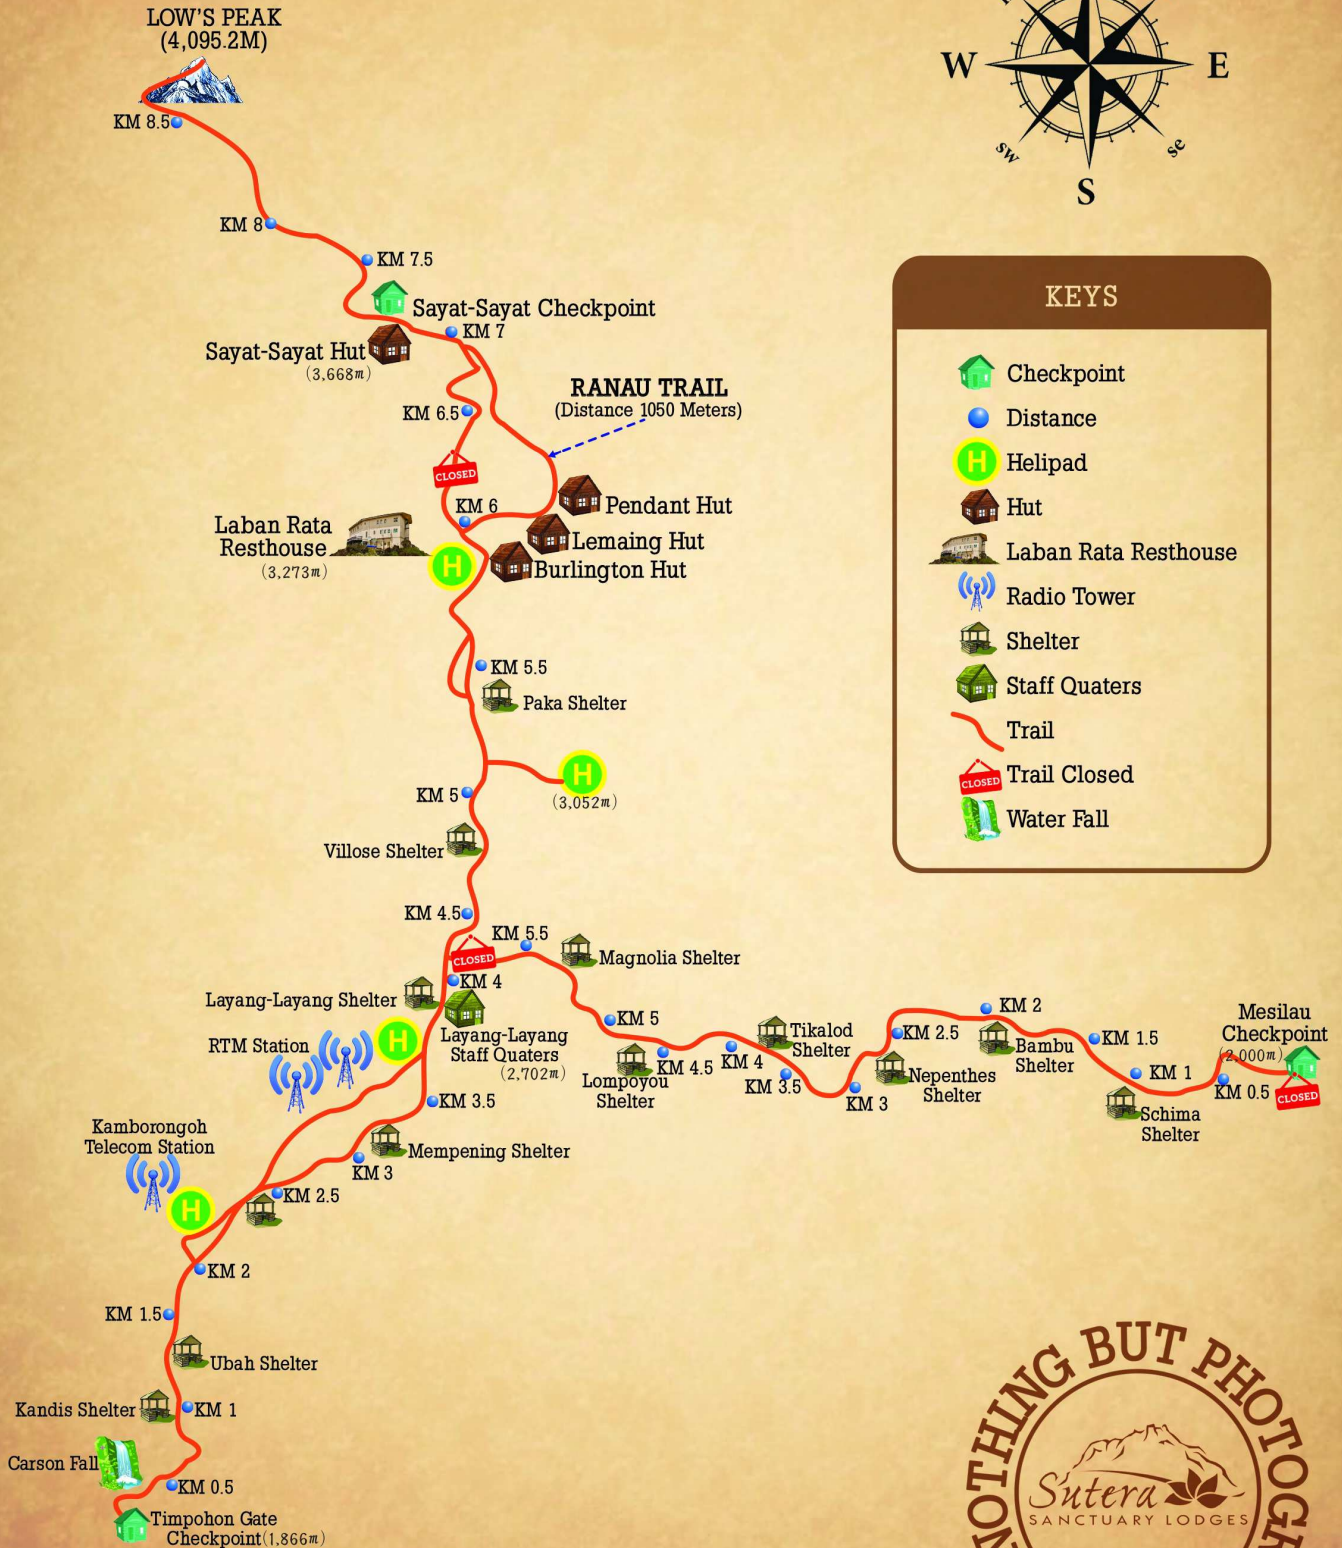 LOW'S PEAK
(4,095.2M)
W
E
sw
se
S
KM 8.5
KM 8
KM 7.5
Sayat-Sayat Checkpoint
KM 7
Sayat-Sayat Hut
(3,668m)
RANAU TRAIL
(Distance 1050 Meters)
KM 6.5
CLOSED
KM 6
Pendant Hut
Laban Rata
Resthouse
(3,273m)
H
Lemaing Hut
Burlington Hut
KM 5.5
Paka Shelter
H
(3,052m)
KM 5
Villose Shelter
KM 4.5
KEYS
Checkpoint
Distance
H
Helipad
Hut
Laban Rata Resthouse
Radio Tower
Shelter
Staff Quaters
Trail
CLOSED
Trail Closed
Water Fall
CLOSED
KM 5.5
Magnolia Shelter
KM 4
Layang-Layang Shelter
H
Layang-Layang
Staff Quaters
(2,702m)
RTM Station
KM 5
Lompoyou
Shelter
KM 4.5
KM 4
Tikalod
Shelter
KM 3.5
KM 3
Nepenthes
Shelter
KM 2.5
KM 2
Bambu
Shelter
KM 1.5
KM 1
Schima
Shelter
KM 0.5
Mesilau
Checkpoint
(2,000m)
CLOSED
KM 3.5
Mempening Shelter
KM 3
Kamborongoh
Telecom Station
H
KM 2.5
KM 2
KM 1.5
Ubah Shelter
Kandis Shelter
KM 1
Carson Fall
KM 0.5
Timpohon Gate
Checkpoint (1,866m)
NOTHING BUT PHOTOGR
Sutera
SANCTUARY LODGES